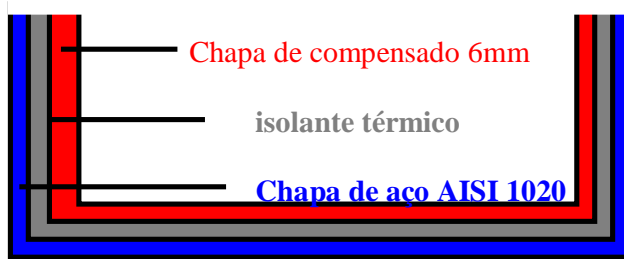 Chapa de compensado 6mm
isolante térmico
Chapa de aço AISI 1020